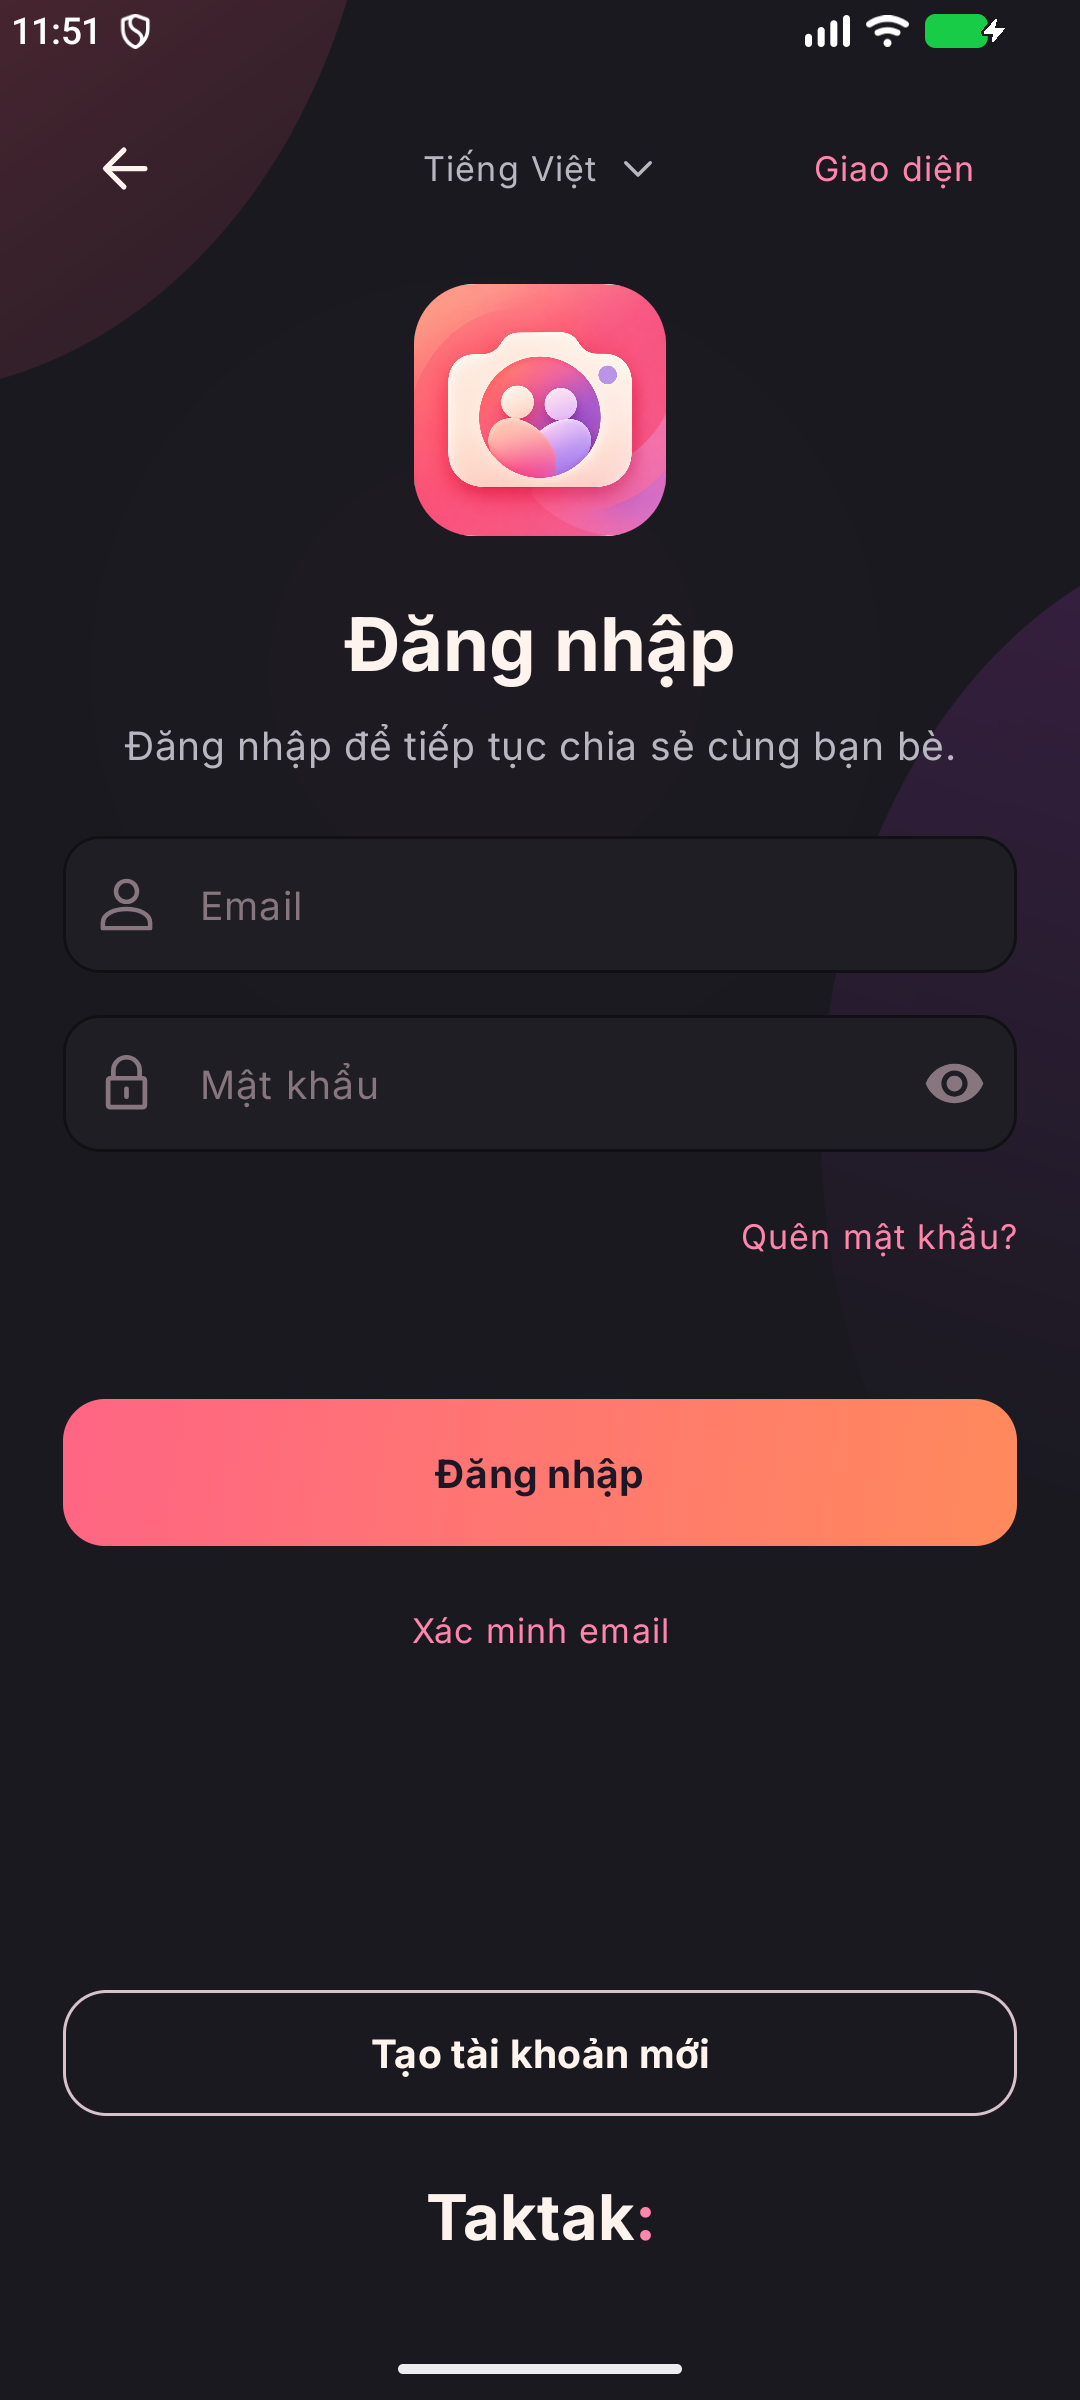 11:51
Tiếng Việt
Giao diện
Đăng nhập
Đăng nhập để tiếp tục chia sẻ cùng bạn bè.
Email
Mật khẩu
Quên mật khẩu?
Đăng nhập
Xác minh email
Tạo tài khoản mới
Taktak: